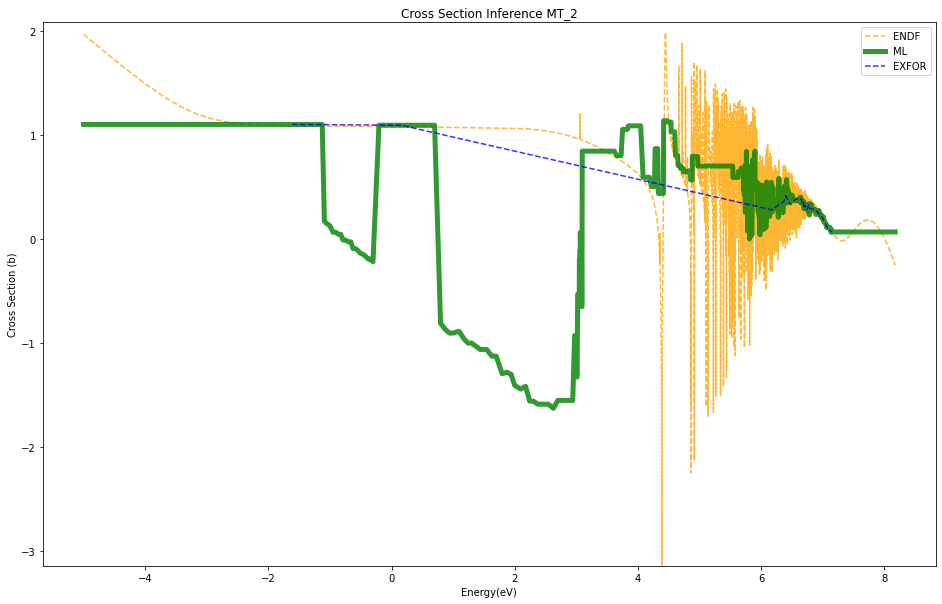 Cross Section Inference MT_2
ENDF
ML
EXFOR
Cross Section (b)
2
1
0
−1
−2
−3
−4
−2
0
2
4
6
8
Energy(eV)